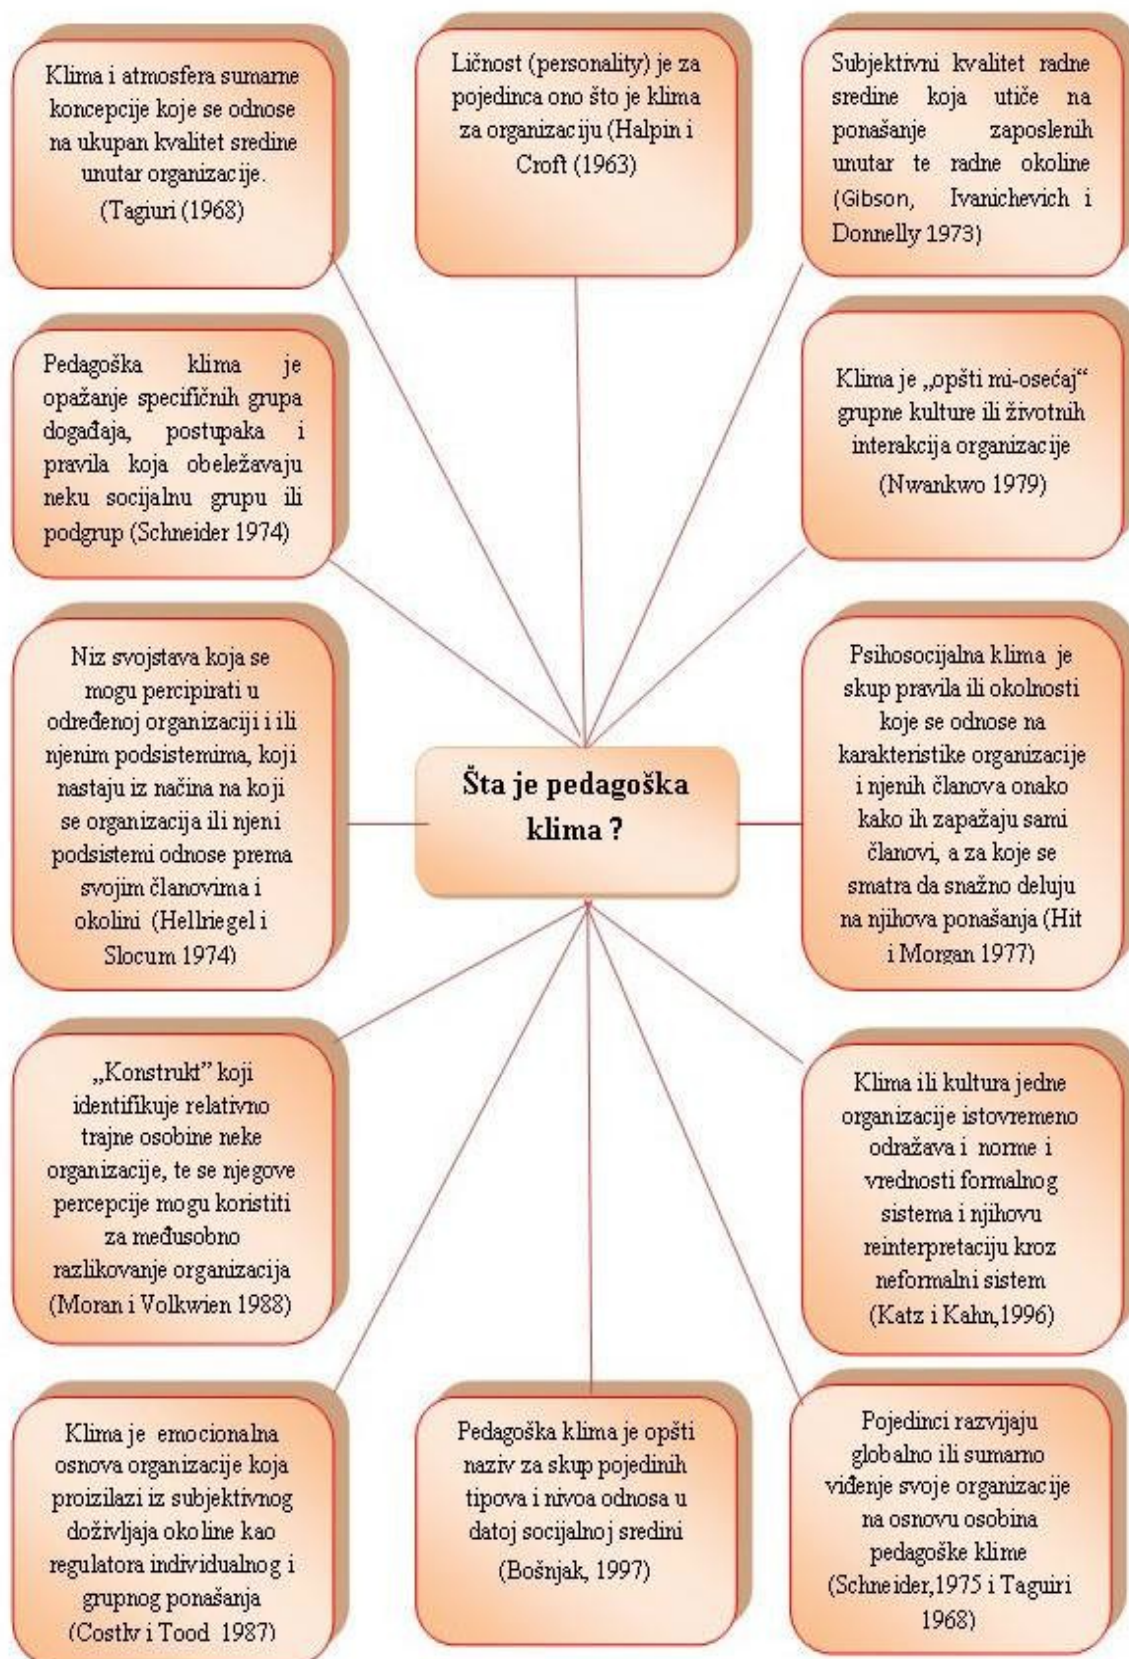 Klima i atmosfera sumarne
koncepcije koje se odnose
na ukupan kvalitet sredine
unutar organizacije.
(Tagiuri (1968)
Ličnost (personality) je za
pojedinca ono što je klima
za organizaciju (Halpin i
Croft (1963)
Subjektivni kvalitet radne
sredine koja utiče na
ponašanje zaposlenih
unutar te radne okoline
(Gibson, Ivanichevich i
Donnelly 1973)
Pedagoška klima je
opažanje specifičnih grupa
događaja, postupaka i
pravila koja obeležavaju
neku socijalnu grupu ili
podgrup (Schneider 1974)
Klima je „opšti mi-osećaj“
grupne kulture ili životnih
interakcija organizacije
(Nwankwo 1979)
Niz svojstava koja se
mogu percipirati u
određenoj organizaciji i ili
njenim podsistemima, koji
nastaju iz načina na koji
se organizacija ili njeni
podsistemi odnose prema
svojim članovima i
okolini (Hellriegel i
Slocum 1974)
Šta je pedagoška
klima ?
Psihosocijalna klima je
skup pravila ili okolnosti
koje se odnose na
karakteristike organizacije
i njenih članova onako
kako ih zapažaju sami
članovi, a za koje se
smatra da snažno deluju
na njihova ponašanja (Hit
i Morgan 1977)
„Konstrukt” koji
identifikuje relativno
trajne osobine neke
organizacije, te se njegove
percepcije mogu koristiti
za međusobno
razlikovanje organizacija
(Moran i Volkwien 1988)
Klima ili kultura jedne
organizacije istovremeno
odražava i norme i
vrednosti formalnog
sistema i njihovu
reinterpretaciju kroz
neformalni sistem
(Katz i Kahn,1996)
Klima je emocionalna
osnova organizacije koja
proizilazi iz subjektivnog
doživljaja okoline kao
regulatora individualnog i
grupnog ponašanja
(Costly i Tood 1987)
Pedagoška klima je opšti
naziv za skup pojedinih
tipova i nivoa odnosa u
datoj socijalnoj sredini
(Bošnjak, 1997)
Pojedinci razvijaju
globalno ili sumarno
viđenje svoje organizacije
na osnovu osobina
pedagoške klime
(Schneider,1975 i Taguiri
1968)